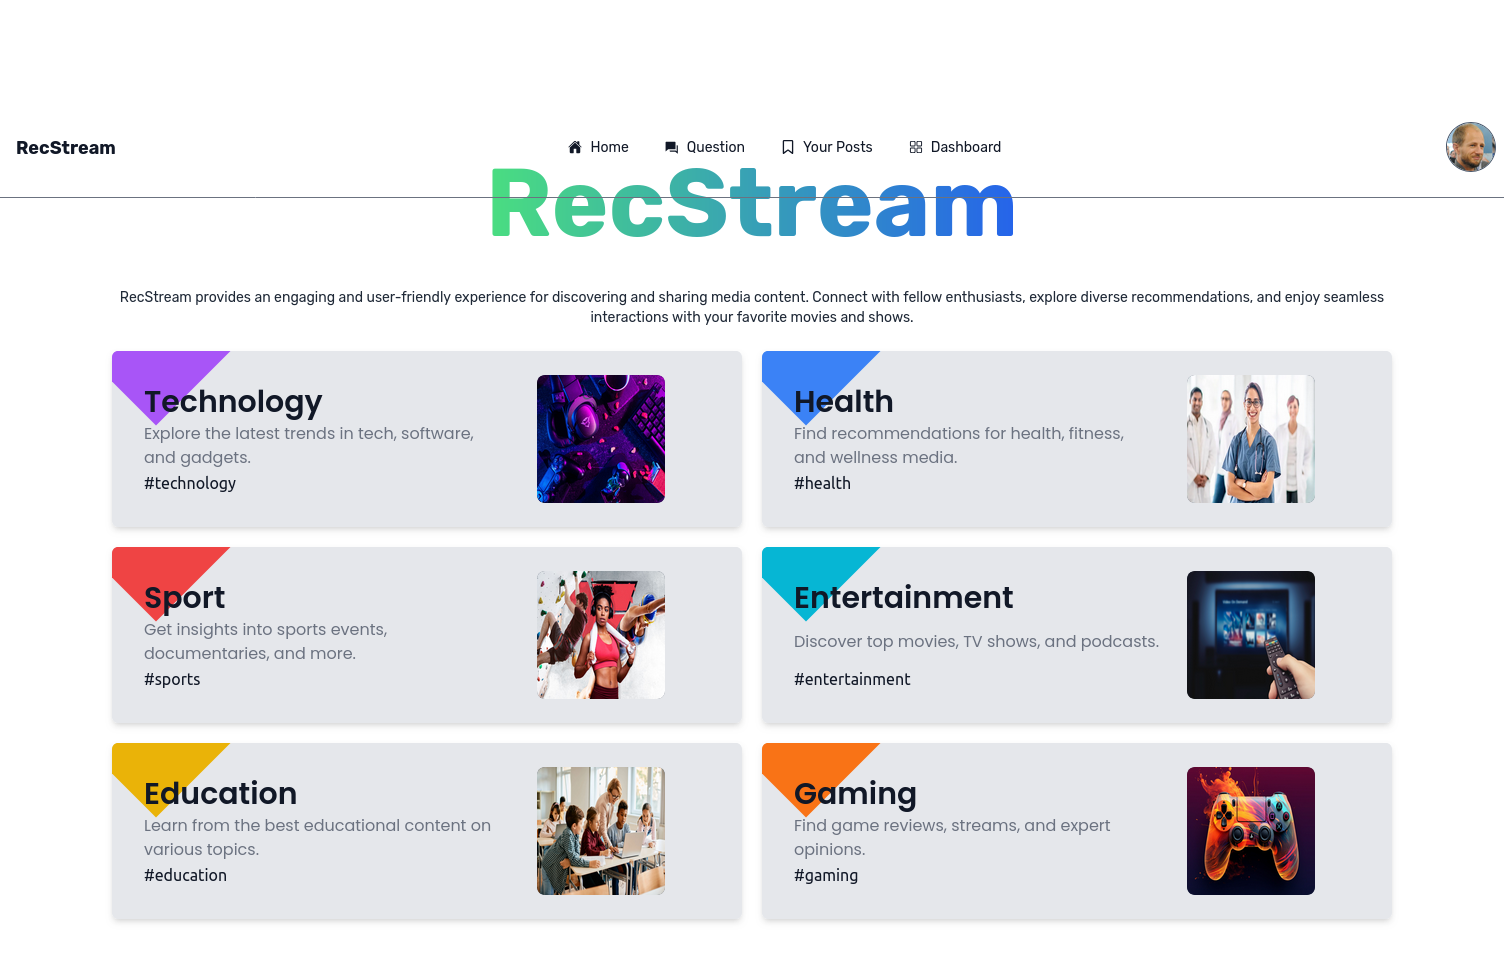 RecStream
Home
Question
Your Posts
Dashboard
RecStream
RecStream provides an engaging and user-friendly experience for discovering and sharing media content. Connect with fellow enthusiasts, explore diverse recommendations, and enjoy seamless
interactions with your favorite movies and shows.
Technology
Explore the latest trends in tech, software,
and gadgets.
#technology
Health
Find recommendations for health, fitness,
and wellness media.
#health
Sport
Get insights into sports events,
documentaries, and more.
#sports
Entertainment
Discover top movies, TV shows, and podcasts.
#entertainment
Education
Learn from the best educational content on
various topics.
#education
Gaming
Find game reviews, streams, and expert
opinions.
#gaming